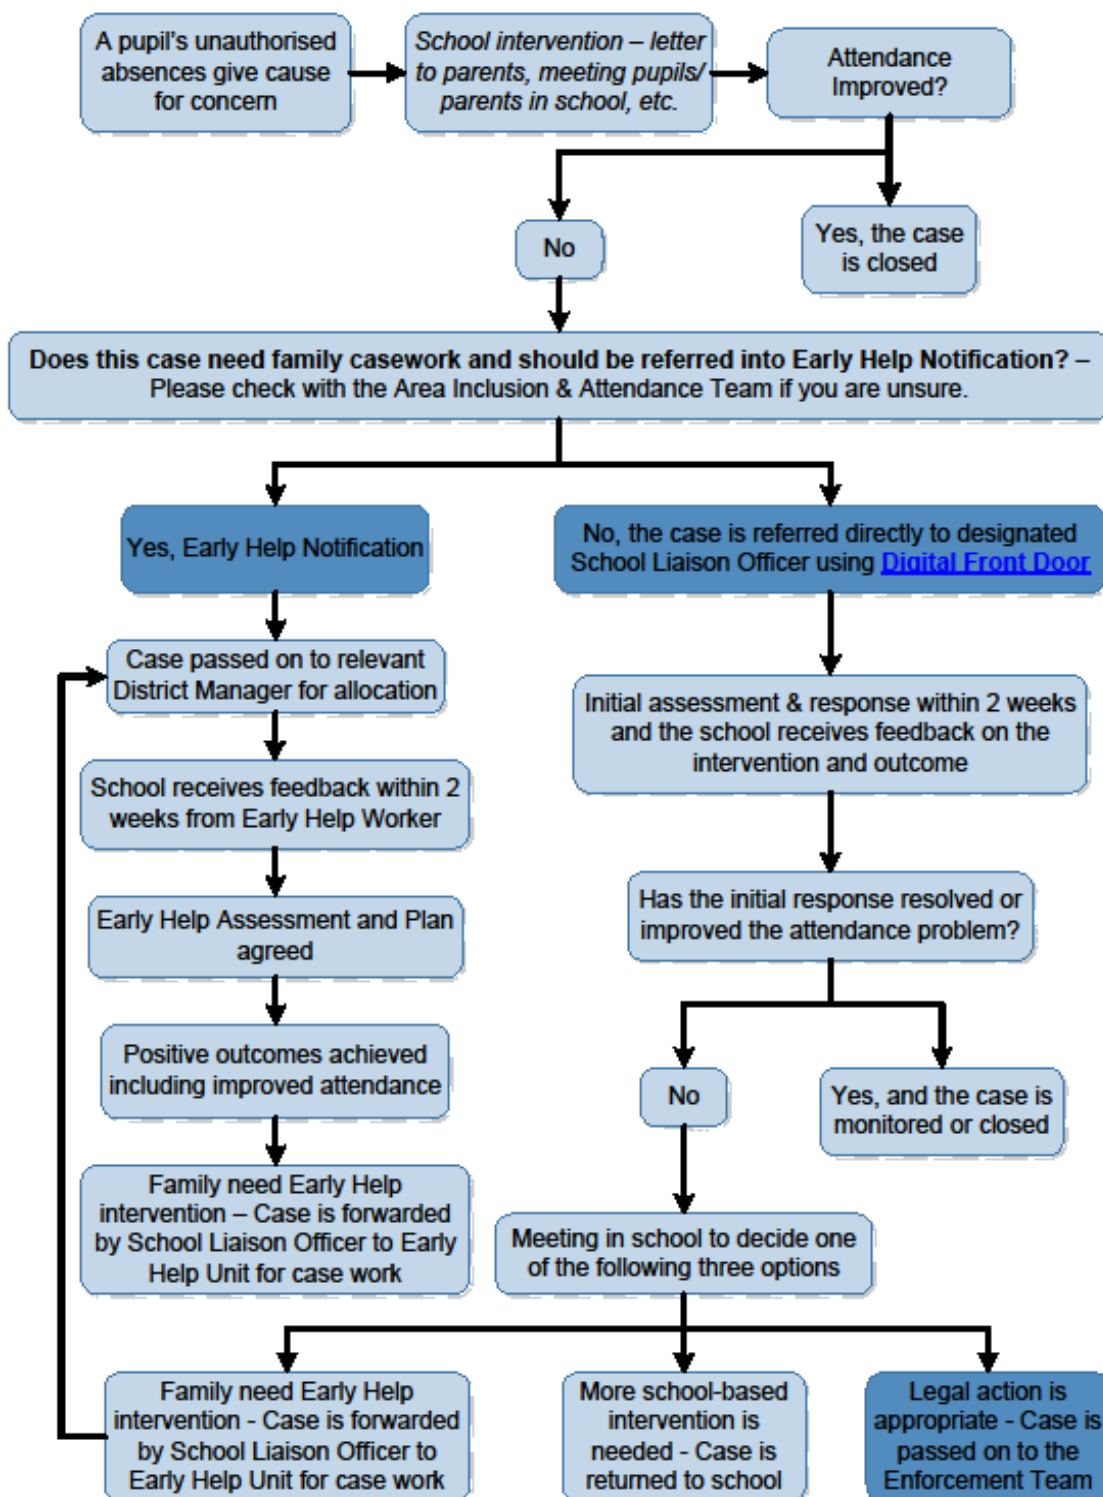 A pupil's unauthorised
absences give cause
for concern
School intervention – letter
to parents, meeting pupils/
parents in school, etc.
Attendance
Improved?
No
Yes, the case
is closed
Does this case need family casework and should be referred into Early Help Notification? –
Please check with the Area Inclusion & Attendance Team if you are unsure.
Yes, Early Help Notification
No, the case is referred directly to designated
School Liaison Officer using Digital Front Door
Case passed on to relevant
District Manager for allocation
Initial assessment & response within 2 weeks
and the school receives feedback on the
intervention and outcome
School receives feedback within 2
weeks from Early Help Worker
Has the initial response resolved or
improved the attendance problem?
Early Help Assessment and Plan
agreed
Positive outcomes achieved
including improved attendance
No
Yes, and the case is
monitored or closed
Family need Early Help
intervention – Case is forwarded
by School Liaison Officer to Early
Help Unit for case work
Meeting in school to decide one
of the following three options
Family need Early Help
intervention - Case is forwarded
by School Liaison Officer to
Early Help Unit for case work
More school-based
intervention is
needed - Case is
returned to school
Legal action is
appropriate - Case is
passed on to the
Enforcement Team